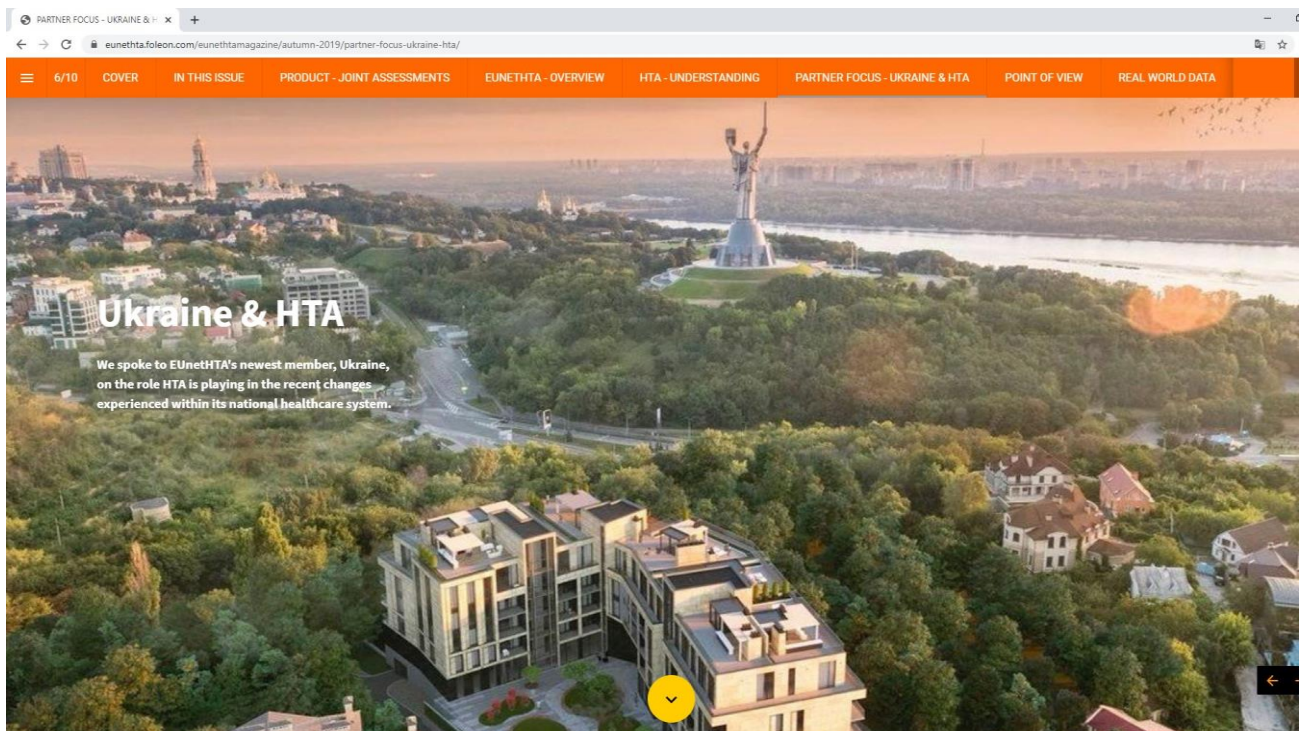 PARTNER FOCUS - UKRAINE & H
eunethta.foleon.com/eunethtamagazine/autumn-2019/partner-focus-ukraine-hta/
6/10 COVER IN THIS ISSUE PRODUCT - JOINT ASSESSMENTS EUNETHTA - OVERVIEW HTA - UNDERSTANDING PARTNER FOCUS - UKRAINE & HTA POINT OF VIEW REAL WORLD DATA
Ukraine & HTA
We spoke to EUnetHTA's newest member, Ukraine,
on the role HTA is playing in the recent changes
experienced within its national healthcare system.